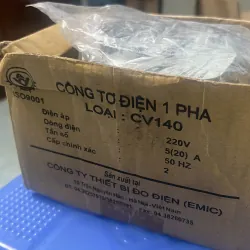 ISO9001
CÔNG TƠ ĐIỆN 1 PHA
LOẠI : CV140
Điện áp 220V
Dòng điện 5(20) A
Tần số 50 HZ
Cấp chính xác 2
Sản xuất tại
CÔNG TY THIẾT BỊ ĐO ĐIỆN (EMIC)